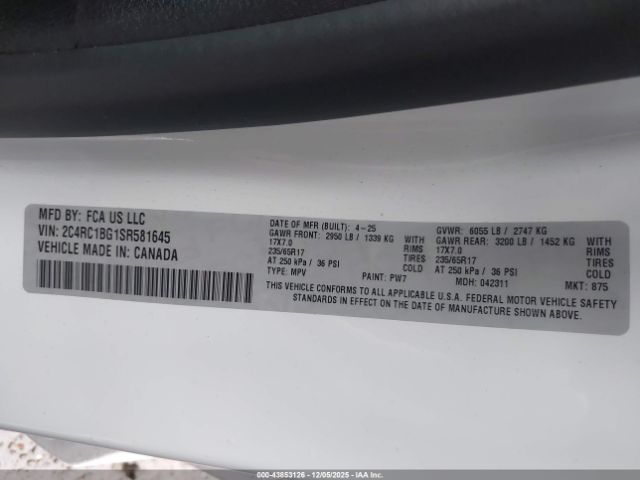 MFD BY: FCA US LLC
VIN: 2C4RC1BG1SR581645
VEHICLE MADE IN: CANADA
DATE OF MFR (BUILT): 4-25
GAWR FRONT: 2950 LB / 1339 KG WITH
17X7.0 RIMS
235/65R17 TIRES
AT 250 kPa / 36 PSI COLD
TYPE: MPV PAINT: PW7
GVWR: 6055 LB / 2747 KG
GAWR REAR: 3200 LB / 1452 KG WITH
17X7.0 RIMS
235/65R17 TIRES
AT 250 kPa / 36 PSI COLD
MDH: 042311 MKT: 875
THIS VEHICLE CONFORMS TO ALL APPLICABLE U.S.A. FEDERAL MOTOR VEHICLE SAFETY
STANDARDS IN EFFECT ON THE DATE OF MANUFACTURE SHOWN ABOVE.
000-43853126 - 12/05/2025 - IAAI.COM